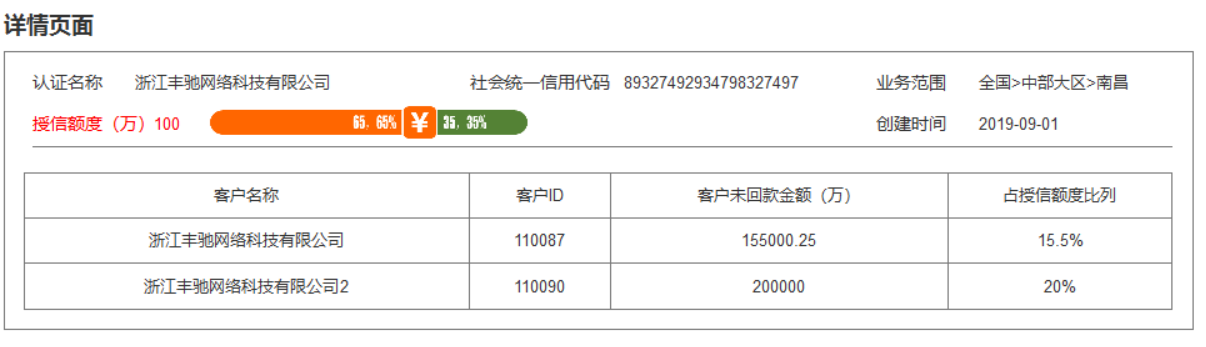 详情页面
认证名称 浙江丰驰网络科技有限公司 社会统一信用代码 89327492934798327497 业务范围 全国>中部大区>南昌
授信额度（万）100 65，65% ¥ 35，35% 创建时间 2019-09-01
客户名称 客户ID 客户未回款金额（万） 占授信额度比列
浙江丰驰网络科技有限公司 110087 155000.25 15.5%
浙江丰驰网络科技有限公司2 110090 200000 20%